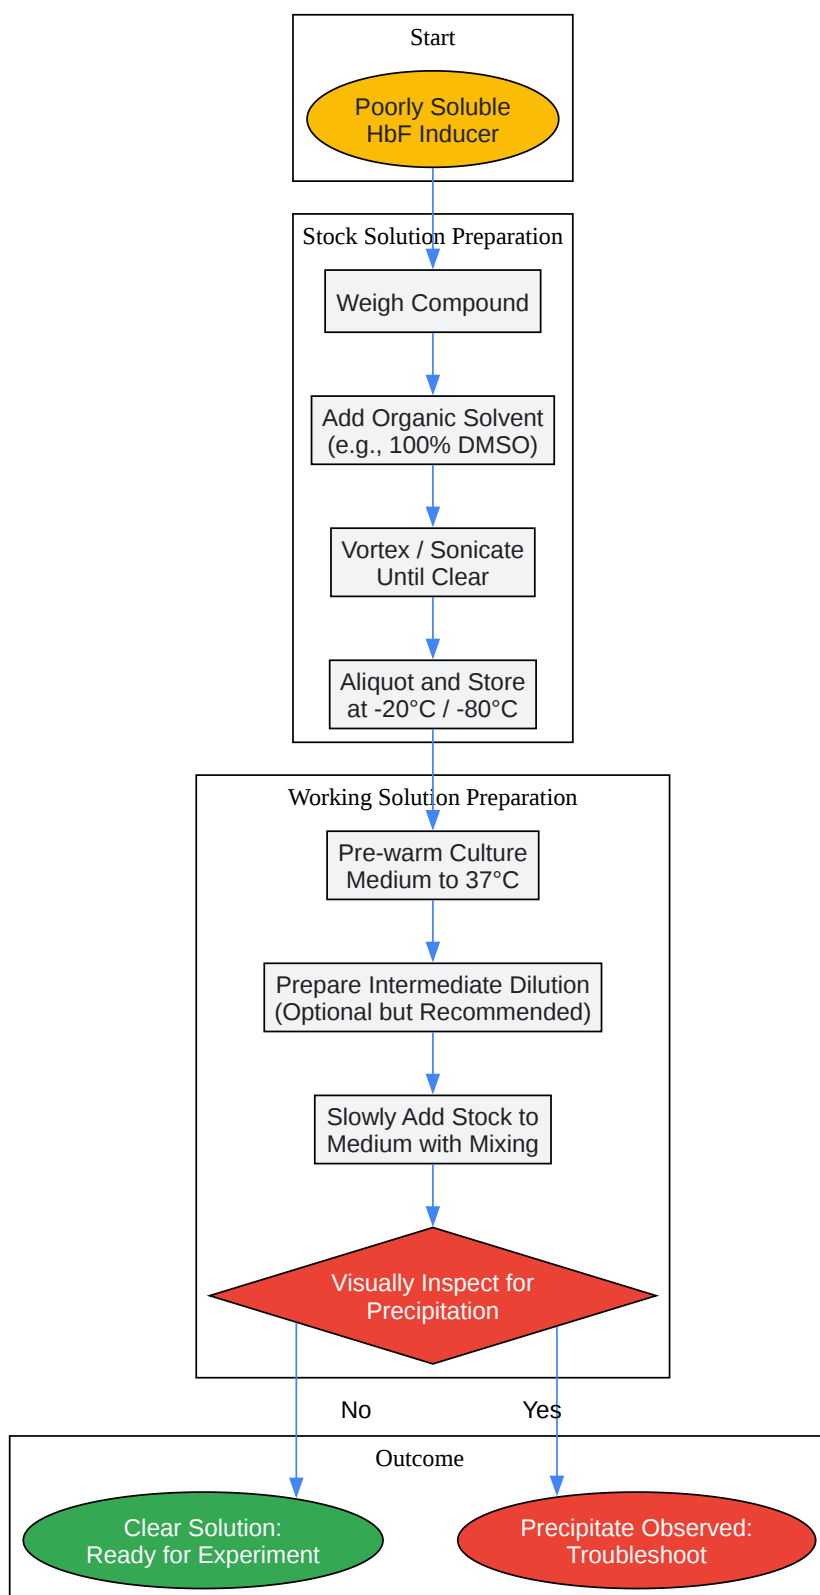 Start
Poorly Soluble
HbF Inducer
Stock Solution Preparation
Weigh Compound
Add Organic Solvent
(e.g., 100% DMSO)
Vortex / Sonicate
Until Clear
Aliquot and Store
at -20°C / -80°C
Working Solution Preparation
Pre-warm Culture
Medium to 37°C
Prepare Intermediate Dilution
(Optional but Recommended)
Slowly Add Stock to
Medium with Mixing
Visually Inspect for
Precipitation
No
Yes
Outcome
Clear Solution:
Ready for Experiment
Precipitate Observed:
Troubleshoot